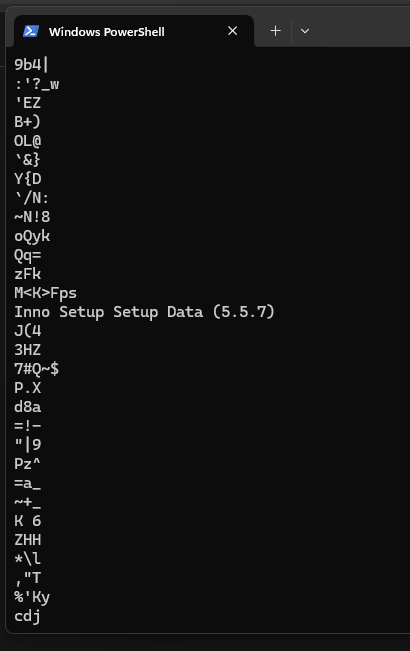 Windows PowerShell
9b4|
:'?_w
'EZ
B+)
OL@
`&}
Y{D
`/N:
~N!8
oQyk
Qq=
zFk
M<K>Fps
Inno Setup Setup Data (5.5.7)
J(4
3HZ
7#Q~$
P.X
d8a
=!-
"|9
Pz^
=a_
~+_
K 6
ZHH
*\l
,"T
%'Ky
cdj